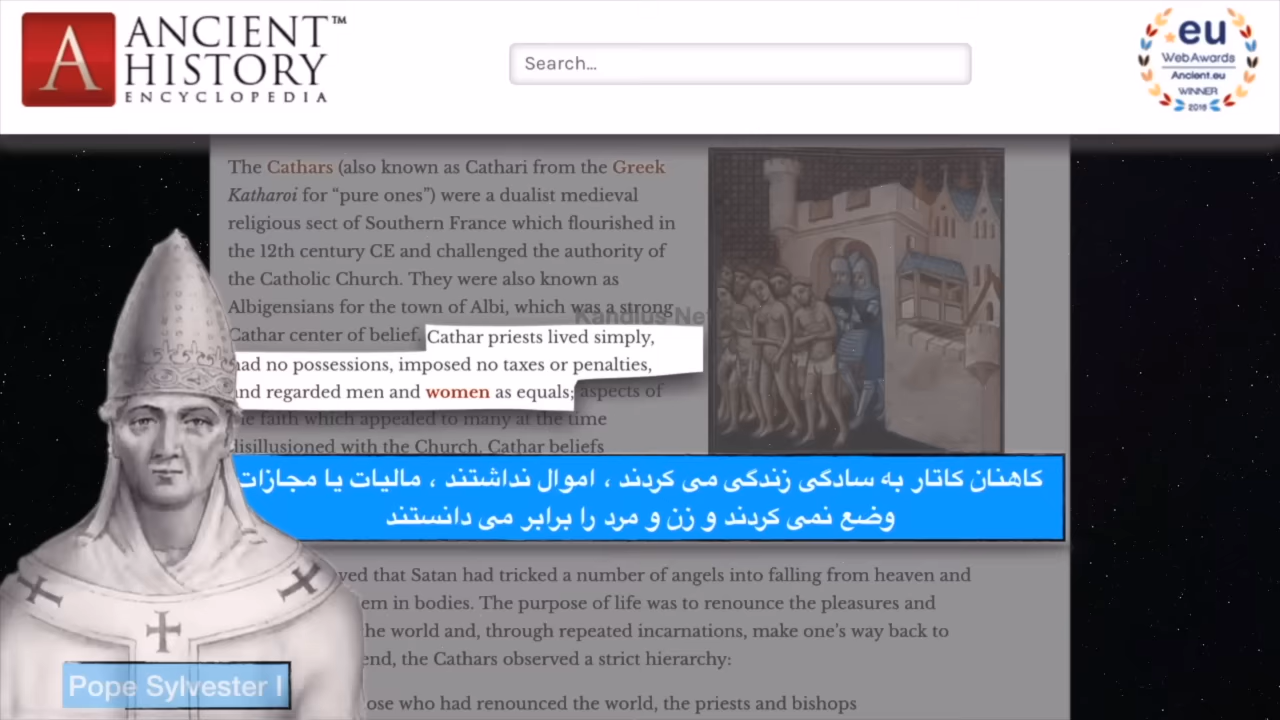 ANCIENT™
HISTORY
ENCYCLOPEDIA
Search...
.eu
WebAwards
Ancient.eu
WINNER
2016
The Cathars (also known as Cathari from the Greek
Katharoi for “pure ones”) were a dualist medieval
religious sect of Southern France which flourished in
the 12th century CE and challenged the authority of
the Catholic Church. They were also known as
Albigensians for the town of Albi, which was a strong
Cathar center of belief. Cathar priests lived simply,
had no possessions, imposed no taxes or penalties,
and regarded men and women as equals; aspects of
the faith which appealed to many at the time
disillusioned with the Church. Cathar beliefs
کاهنان کاتار به سادگی زندگی می کردند ، اموال نداشتند ، مالیات یا مجازات
وضع نمی کردند و زن و مرد را برابر می دانستند
that Satan had tricked a number of angels into falling from heaven and
in bodies. The purpose of life was to renounce the pleasures and
he world and, through repeated incarnations, make one’s way back to
end, the Cathars observed a strict hierarchy:
who had renounced the world, the priests and bishops
Pope Sylvester I